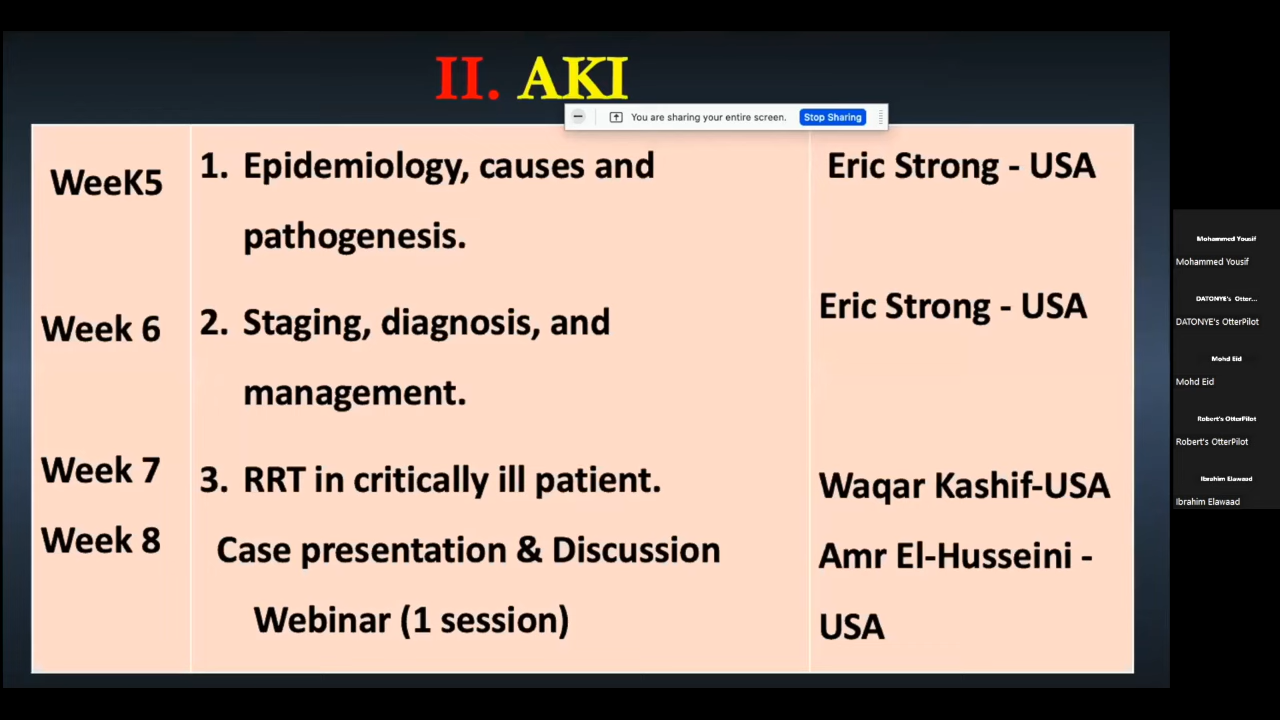 II. AKI
You are sharing your entire screen. Stop Sharing
WeeK5
1. Epidemiology, causes and
pathogenesis.
Eric Strong - USA
Week 6
2. Staging, diagnosis, and
management.
Eric Strong - USA
Week 7
3. RRT in critically ill patient.
Waqar Kashif-USA
Week 8
Case presentation & Discussion
Webinar (1 session)
Amr El-Husseini -
USA
Mohammed Yousif
Mohammed Yousif
DATONYE's Otter...
DATONYE's OtterPilot
Mohd Eid
Mohd Eid
Robert's OtterPilot
Robert's OtterPilot
Ibrahim Elawaad
Ibrahim Elawaad